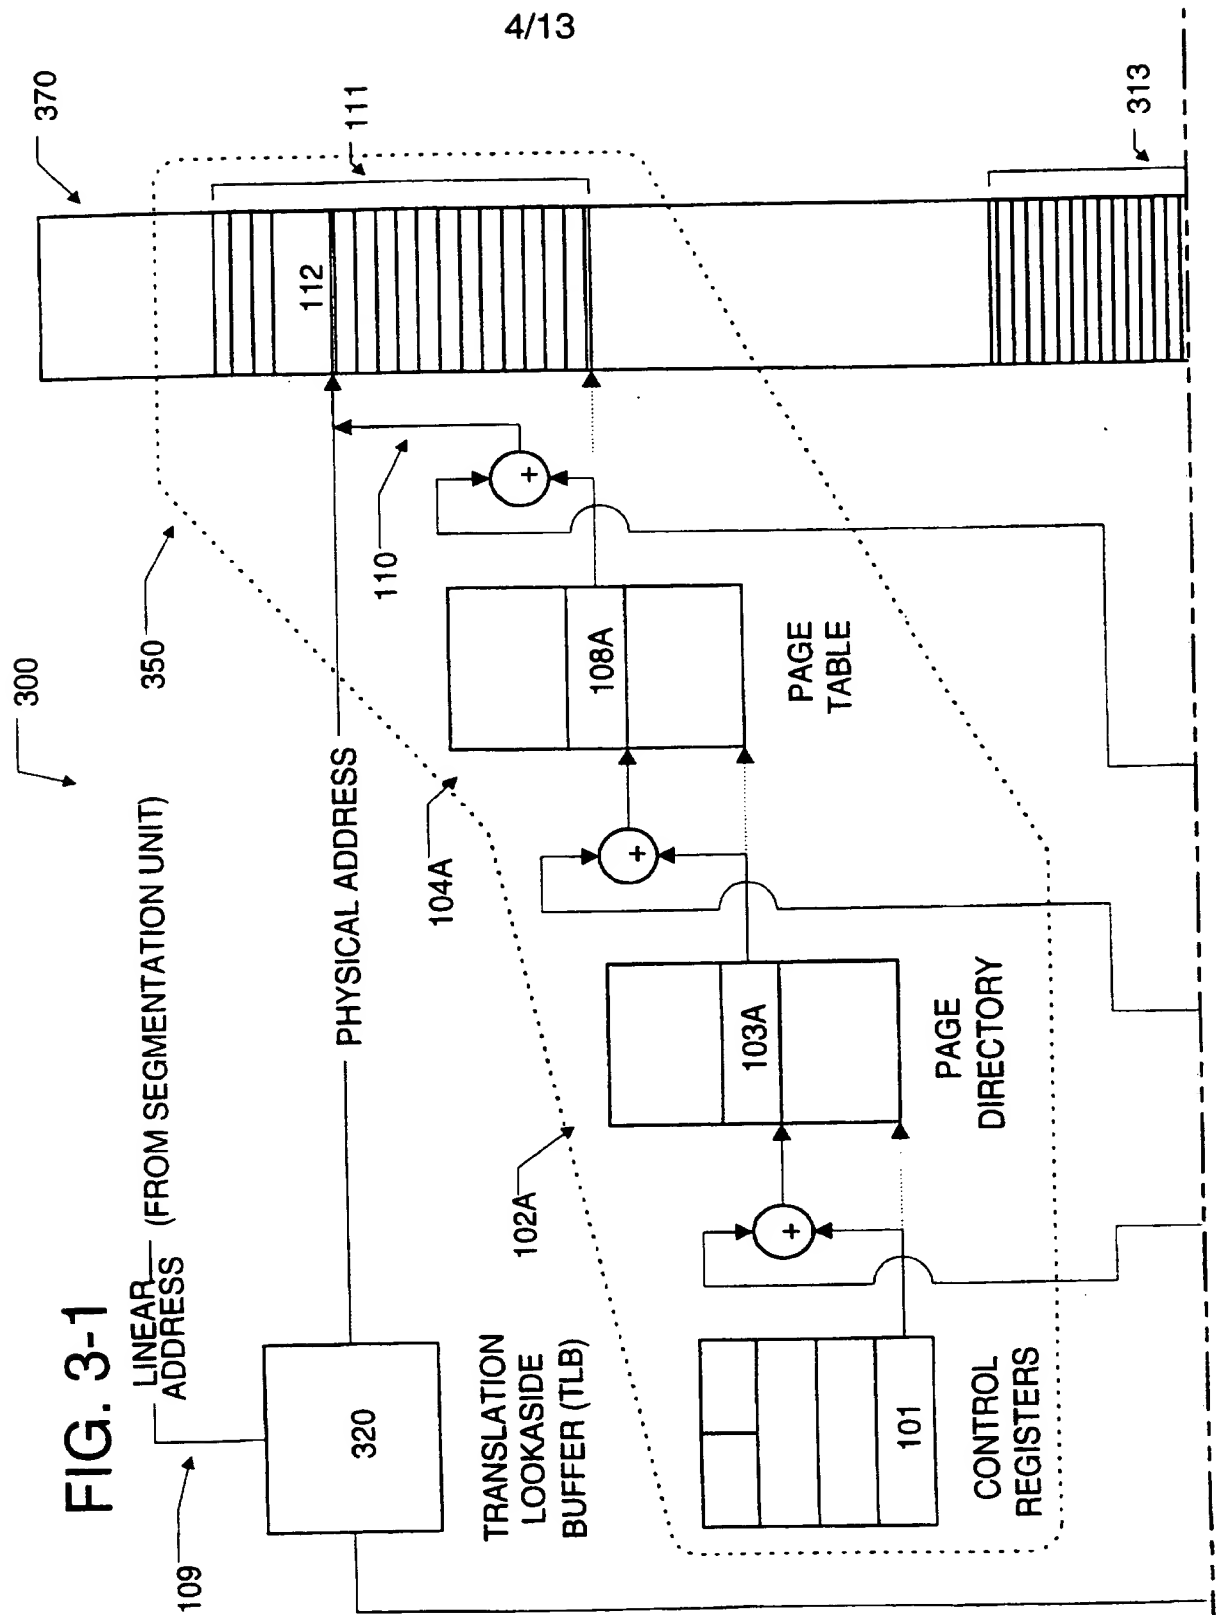 4/13
FIG. 3-1
300
370
109
LINEAR
ADDRESS
(FROM SEGMENTATION UNIT)
350
111
320
PHYSICAL ADDRESS
112
TRANSLATION
LOOKASIDE
BUFFER (TLB)
102A
104A
110
313
101
103A
108A
+
+
+
CONTROL
REGISTERS
PAGE
DIRECTORY
PAGE
TABLE